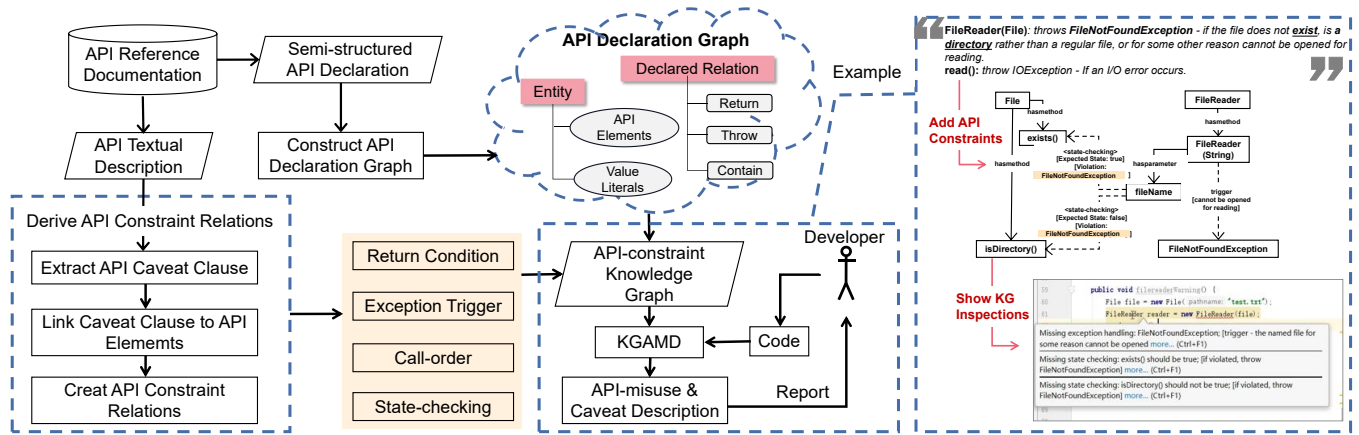 API Reference
Documentation
Semi-structured
API Declaration
API Textual
Description
Construct API
Declaration Graph
API Declaration Graph
Entity
API
Elements
Value
Literals
Declared Relation
Return
Throw
Contain
Derive API Constraint Relations
Extract API Caveat Clause
Link Caveat Clause to API
Elememts
Creat API Constraint
Relations
Return Condition
Exception Trigger
Call-order
State-checking
API-constraint
Knowledge
Graph
KGAMD
API-misuse &
Caveat Description
Developer
Code
Report
Example
“
FileReader(File): throws FileNotFoundException - if the file does not exist, is a
directory rather than a regular file, or for some other reason cannot be opened for
reading.
read(): throw IOException - If an I/O error occurs.
”
Add API
Constraints
File
hasmethod
exists()
hasmethod
isDirectory()
<state-checking>
[Expected State: true]
[Violation:
FileNotFoundException ]
<state-checking>
[Expected State: false]
[Violation:
FileNotFoundException ]
FileReader
hasmethod
FileReader
(String)
hasparameter
fileName
trigger
[cannot be opened
for reading]
FileNotFoundException
Show KG
Inspections
59 public void filereaderWarning() {
60 File file = new File( pathname: "test.txt");
61 FileReader reader = new FileReader(file);
Missing exception handling: FileNotFoundException; [trigger - the named file for
some reason cannot be opened more... (Ctrl+F1)
Missing state checking: exists() should be true; [if violated, throw
FileNotFoundException] more... (Ctrl+F1)
Missing state checking: isDirectory() should not be true; [if violated, throw
FileNotFoundException] more... (Ctrl+F1)